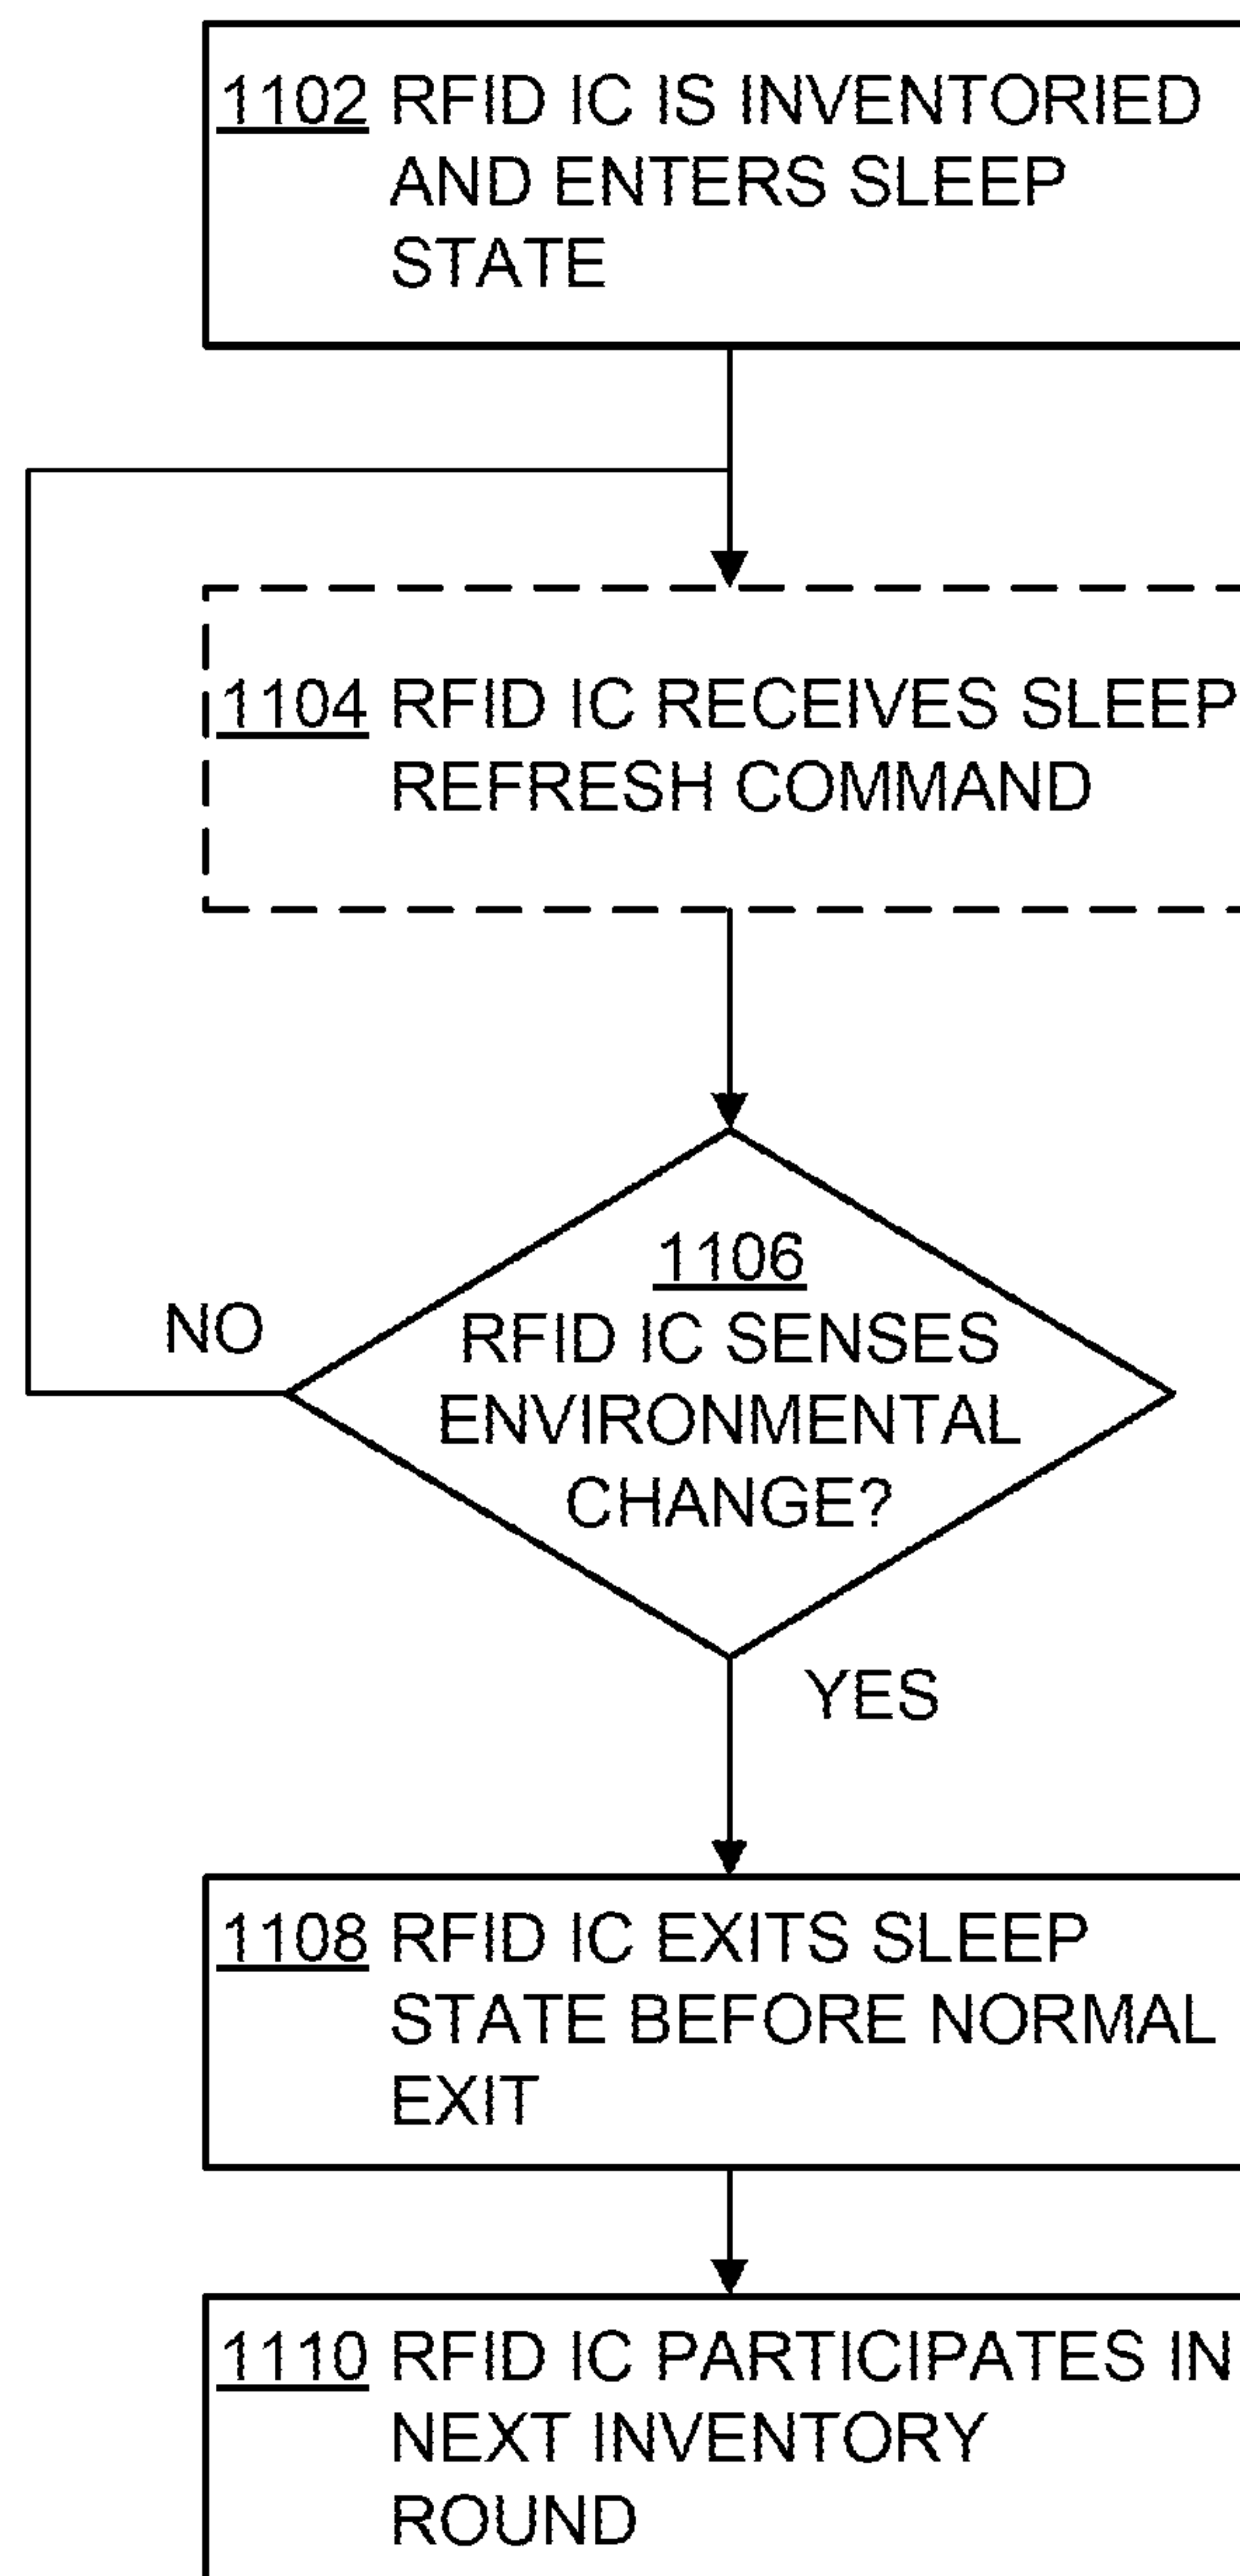 1102 RFID IC IS INVENTORIED
AND ENTERS SLEEP
STATE
1104 RFID IC RECEIVES SLEEP
REFRESH COMMAND
1106
RFID IC SENSES
ENVIRONMENTAL
CHANGE?
NO
YES
1108 RFID IC EXITS SLEEP
STATE BEFORE NORMAL
EXIT
1110 RFID IC PARTICIPATES IN
NEXT INVENTORY
ROUND